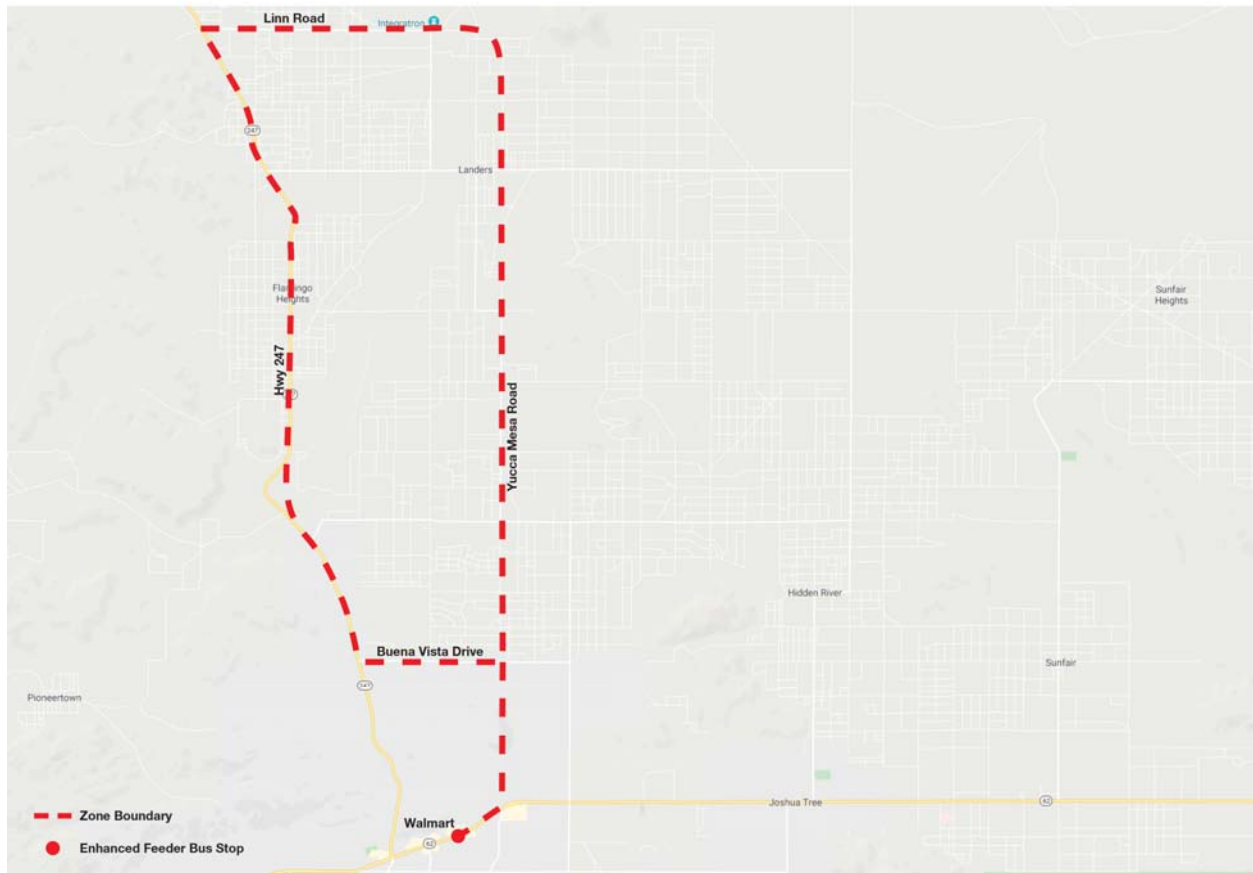 Linn Road
Integratron
247
Landers
Flamingo
Heights
Sunfair
Heights
Hwy 247
Yucca Mesa Road
Hidden River
Buena Vista Drive
Sunfair
247
Pioneertown
Joshua Tree
62
Zone Boundary
Walmart
62
Enhanced Feeder Bus Stop